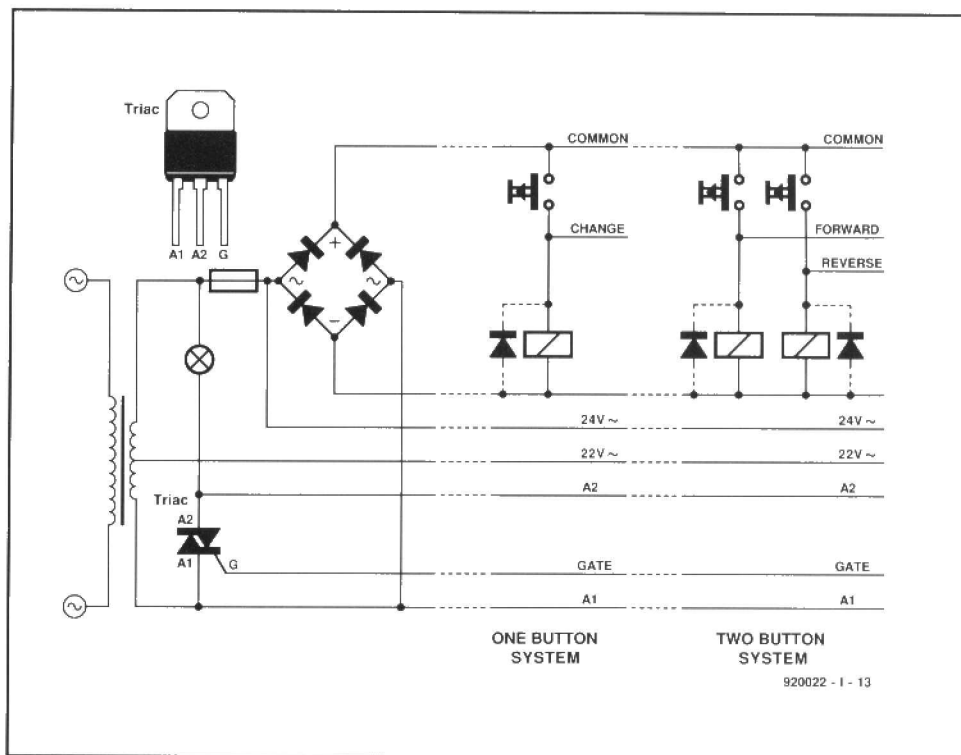 Triac
A1 A2 G
COMMON COMMON
CHANGE
FORWARD
REVERSE
+
~ ~
−
24V ~ 24V ~
22V ~ 22V ~
A2 A2
Triac
A2
A1
G
GATE GATE
A1 A1
~
~
ONE BUTTON
SYSTEM
TWO BUTTON
SYSTEM
920022 - I - 13